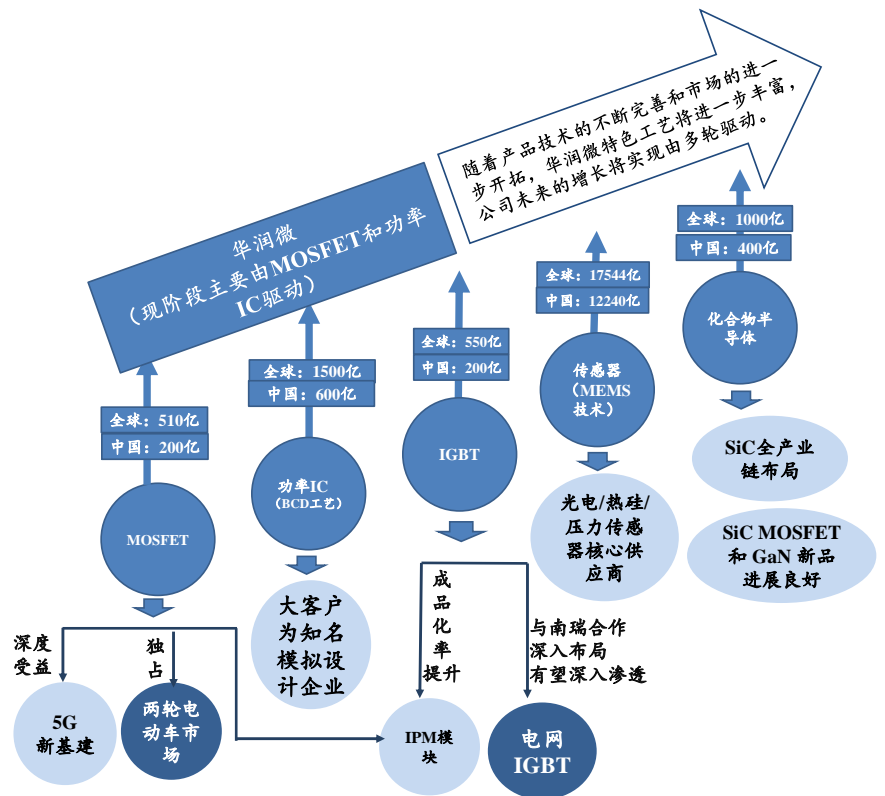 随着产品技术的不断完善和市场的进一
步开拓，华润微特色工艺将进一步丰富，
公司未来的增长将实现由多轮驱动。
华润微
（现阶段主要由MOSFET和功率
IC驱动）
全球：510亿
中国：200亿
MOSFET
全球：1500亿
中国：600亿
功率IC
（BCD工艺）
全球：550亿
中国：200亿
IGBT
全球：17544亿
中国：12240亿
传感器
（MEMS
技术）
全球：1000亿
中国：400亿
化合物半
导体
深度
受益
独
占
5G
新基建
两轮电
动车市
场
大客户
为知名
模拟设
计企业
成
品
化
率
提升
与南瑞合作
深入布局
有望深入渗透
IPM模
块
电网
IGBT
光电/热硅/
压力传感
器核心供
应商
SiC全产业
链布局
SiC MOSFET
和 GaN 新品
进展良好